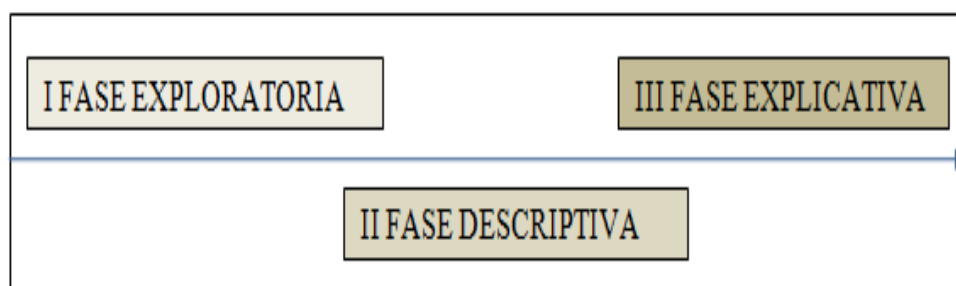 I FASE EXPLORATORIA
III FASE EXPLICATIVA
II FASE DESCRIPTIVA